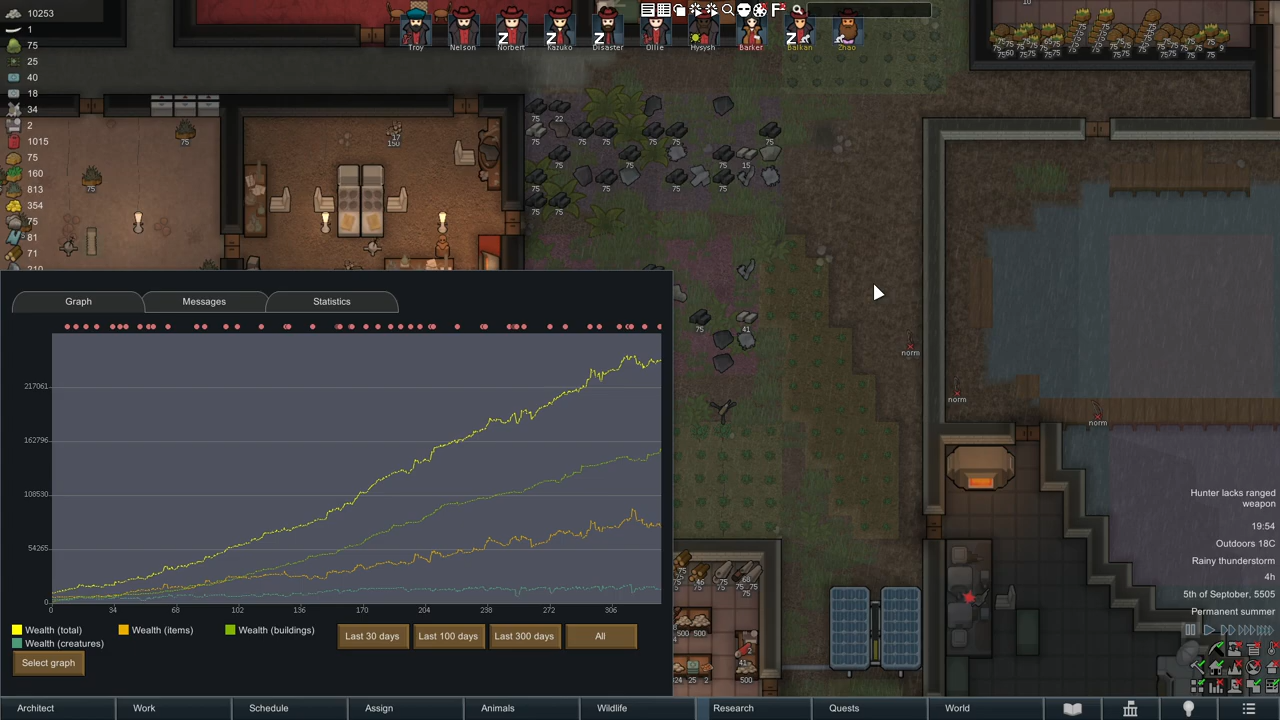 10253
1
75
25
40
18
34
2
1015
75
160
813
354
75
81
71
210
Troy Nelson Norbert Kazuko Disaster Ollie Hysysh Barker Balkan Zhao
Graph Messages Statistics
217061
162796
108530
54265
0
0 34 68 102 136 170 204 238 272 306
Wealth (total) Wealth (items) Wealth (buildings)
Wealth (creatures)
Last 30 days Last 100 days Last 300 days All
Select graph
norm
norm
norm
Hunter lacks ranged
weapon
19:54
Outdoors 18C
Rainy thunderstorm
4h
5th of Septober, 5505
Permanent summer
Architect Work Schedule Assign Animals Wildlife Research Quests World